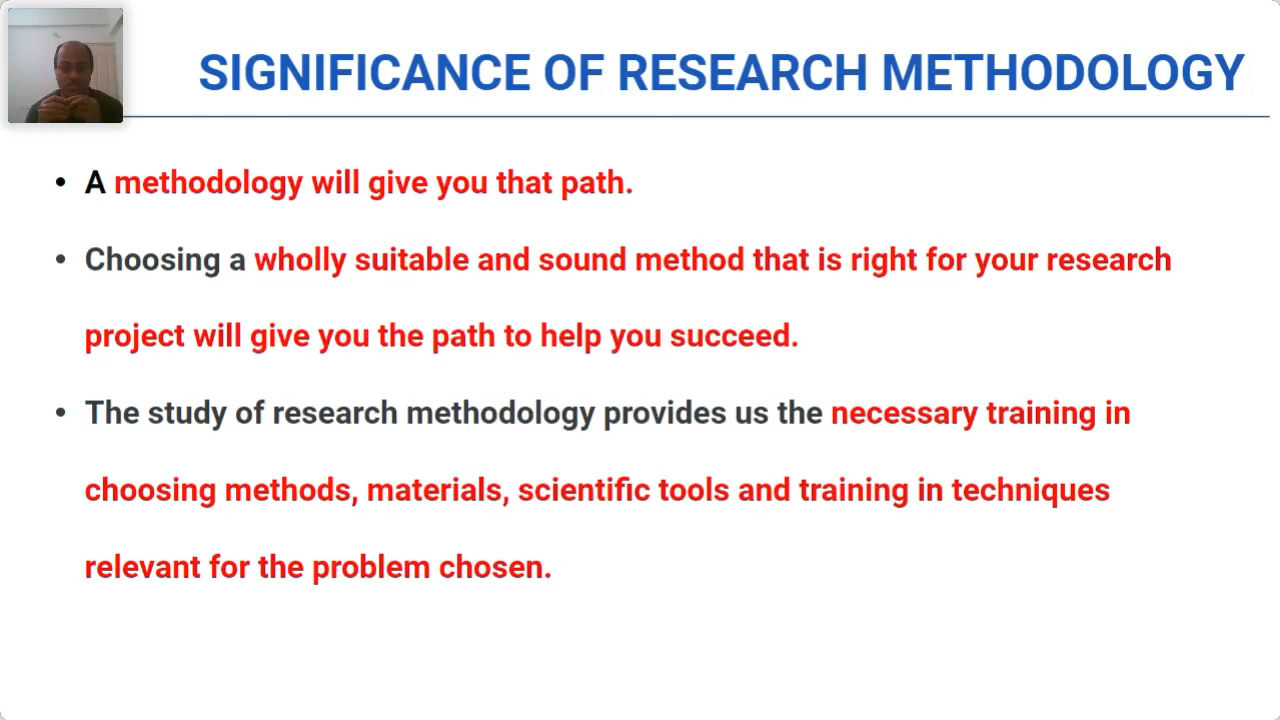 SIGNIFICANCE OF RESEARCH METHODOLOGY
• A methodology will give you that path.
• Choosing a wholly suitable and sound method that is right for your research
project will give you the path to help you succeed.
• The study of research methodology provides us the necessary training in
choosing methods, materials, scientific tools and training in techniques
relevant for the problem chosen.